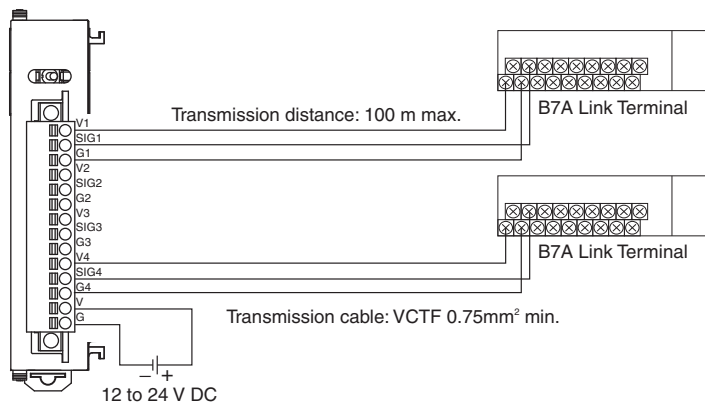 V1
Transmission distance: 100 m max.
B7A Link Terminal
SIG1
G1
V2
SIG2
G2
V3
SIG3
G3
B7A Link Terminal
V4
SIG4
G4
V
Transmission cable: VCTF 0.75mm² min.
G
– +
12 to 24 V DC